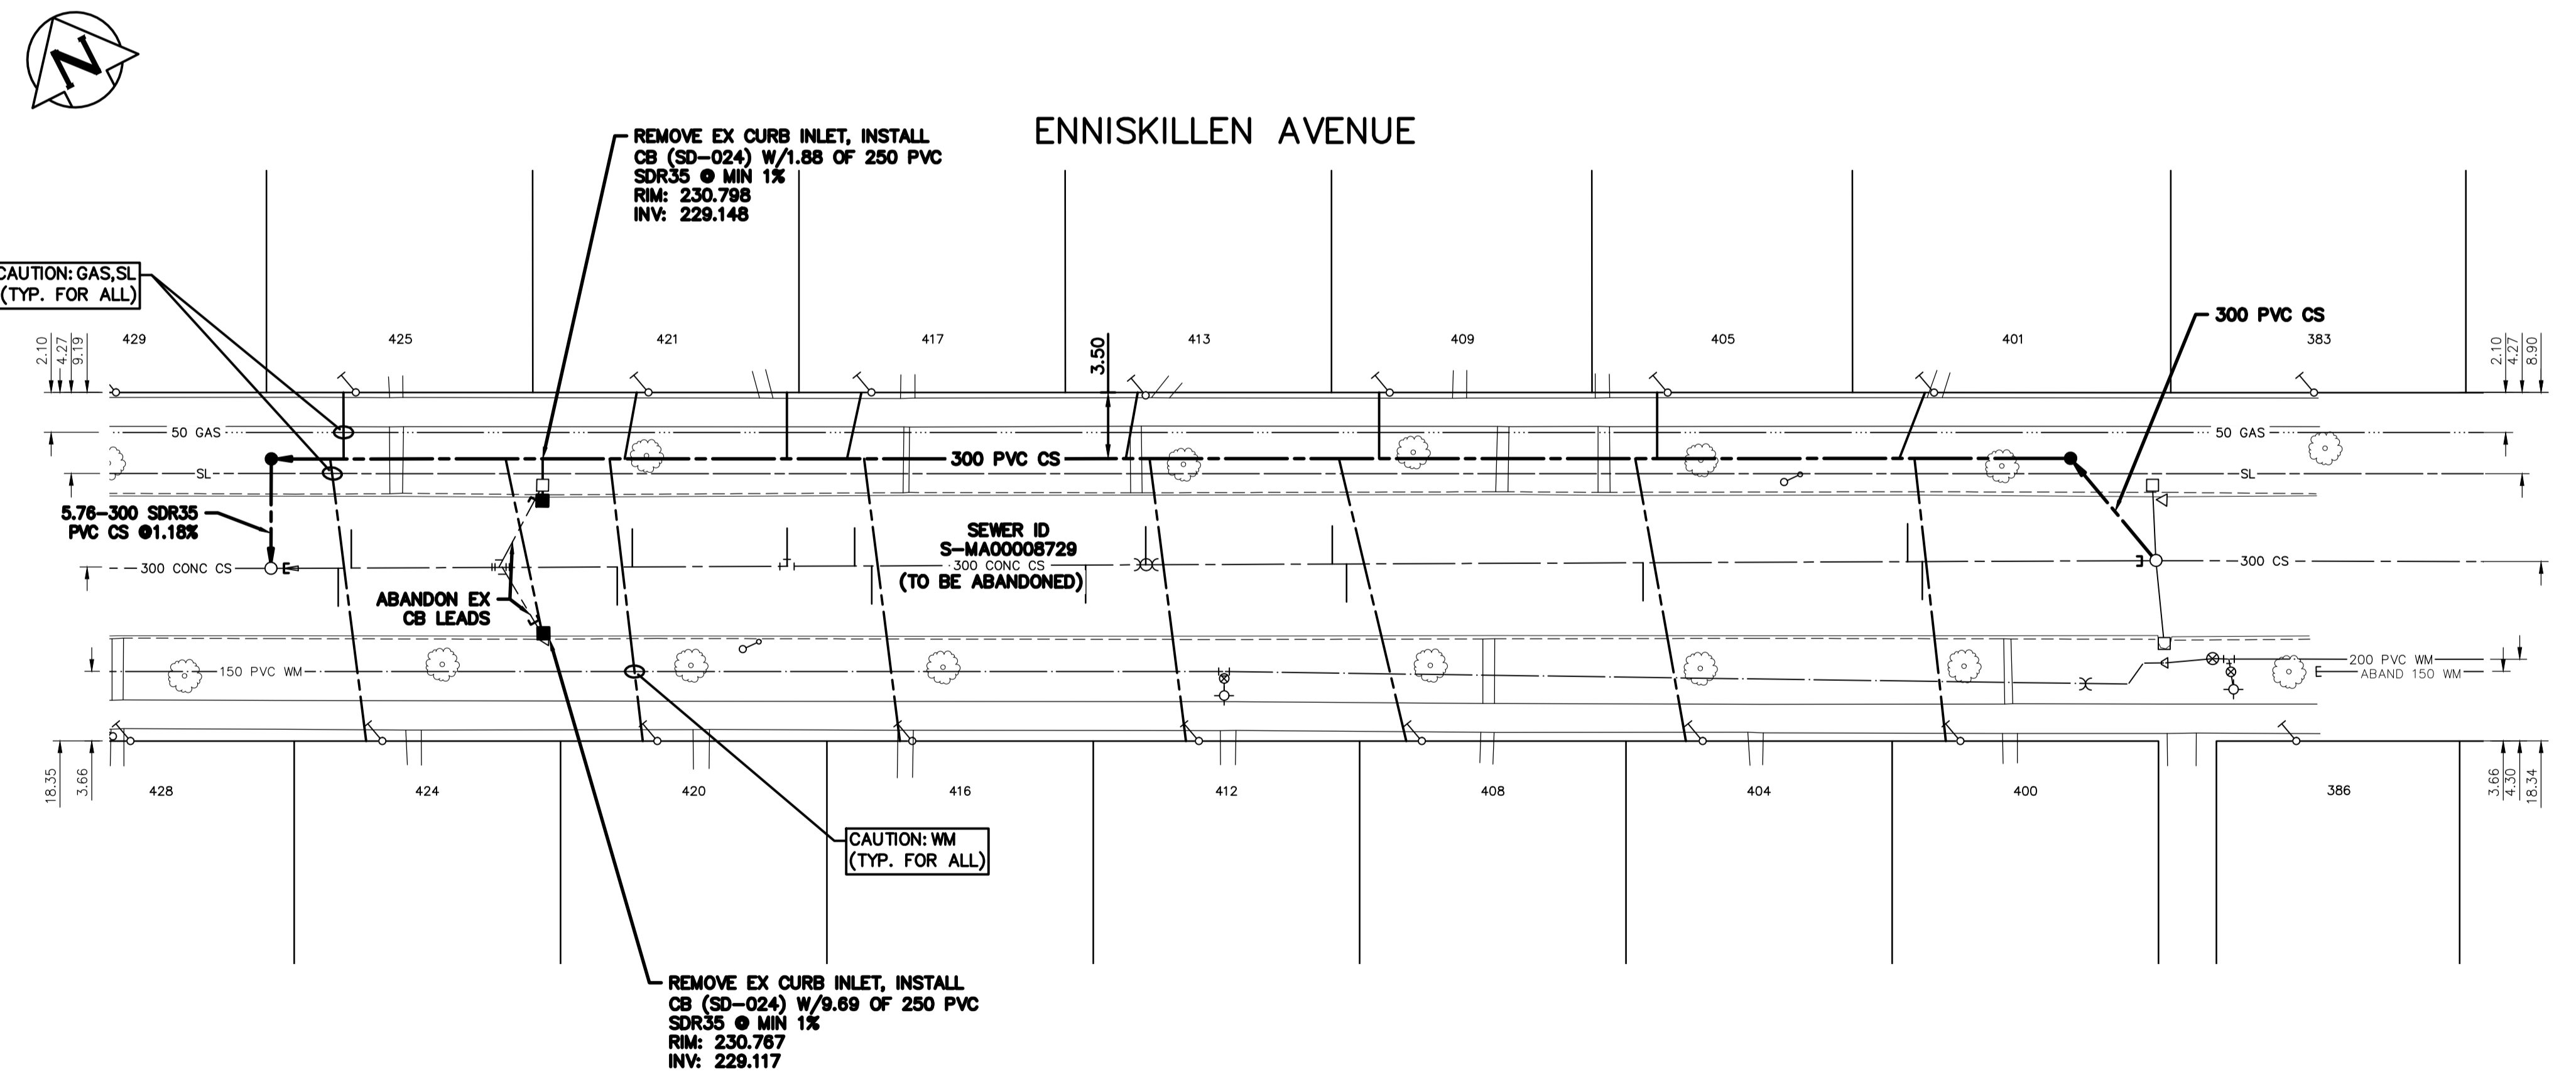 N
ENNISKILLEN AVENUE
REMOVE EX CURB INLET, INSTALL
CB (SD-024) W/1.88 OF 250 PVC
SDR35 @ MIN 1%
RIM: 230.798
INV: 229.148
CAUTION: GAS,SL
(TYP. FOR ALL)
300 PVC CS
2.10
4.27
9.19
429
425
421
417
3.50
413
409
405
401
383
2.10
4.27
8.90
50 GAS
50 GAS
300 PVC CS
SL
SL
5.76-300 SDR35
PVC CS @1.18%
SEWER ID
S-MA00008729
300 CONC CS
(TO BE ABANDONED)
300 CONC CS
E
300 CS
ABANDON EX
CB LEADS
150 PVC WM
200 PVC WM
E
ABAND 150 WM
18.35
3.66
428
424
420
416
412
408
404
400
386
3.66
4.30
18.34
CAUTION: WM
(TYP. FOR ALL)
REMOVE EX CURB INLET, INSTALL
CB (SD-024) W/9.69 OF 250 PVC
SDR35 @ MIN 1%
RIM: 230.767
INV: 229.117